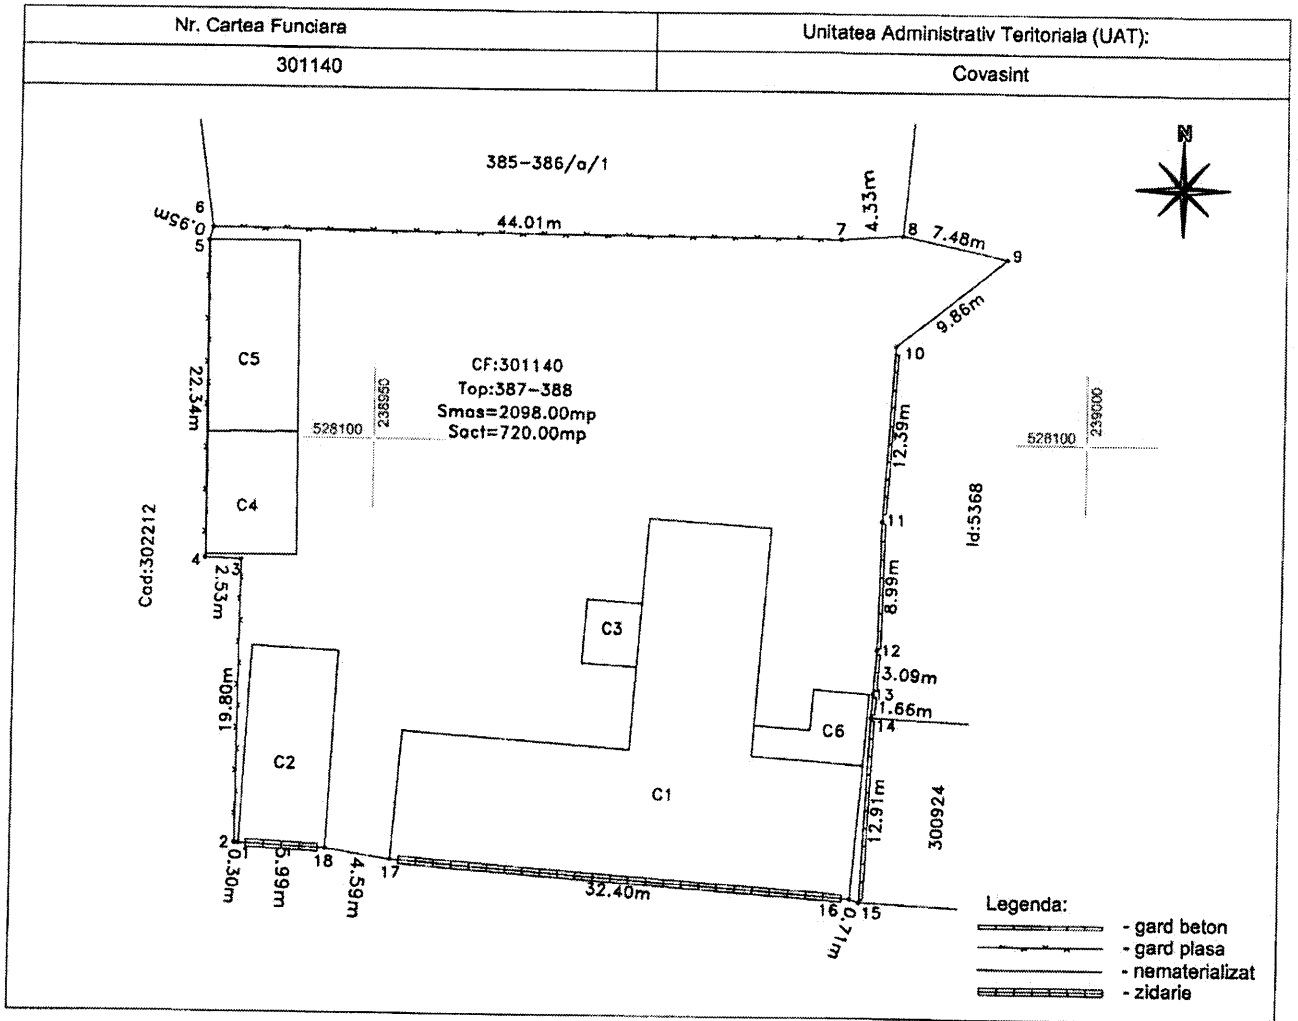 Nr. Cartea Funciara
Unitatea Administrativ Teritoriala (UAT):
301140
Covasint
N
385-386/a/1
4.33m
6
0.95m
44.01m
7
8
7.48m
5
9
9.86m
10
C5
CF:301140
Top:387-388
Smas=2098.00mp
Sact=720.00mp
22.34m
528100
236950
12.39m
528100
239000
C4
11
Id:5368
Cad:302212
4
3
2.53m
8.99m
C3
12
3.09m
13
1.66m
14
19.80m
C6
C2
C1
12.91m
300924
2
1
18
17
0.30m
5.99m
4.59m
32.40m
16
15
0.71m
Legenda:
- gard beton
- gard plasa
- nematerializat
- zidarie